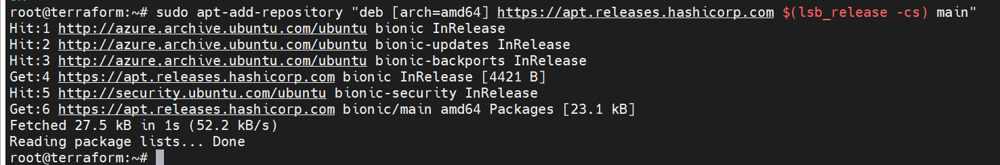 root@terraform:~# sudo apt-add-repository "deb [arch=amd64] https://apt.releases.hashicorp.com $(lsb_release -cs) main"
Hit:1 http://azure.archive.ubuntu.com/ubuntu bionic InRelease
Hit:2 http://azure.archive.ubuntu.com/ubuntu bionic-updates InRelease
Hit:3 http://azure.archive.ubuntu.com/ubuntu bionic-backports InRelease
Get:4 https://apt.releases.hashicorp.com bionic InRelease [4421 B]
Hit:5 http://security.ubuntu.com/ubuntu bionic-security InRelease
Get:6 https://apt.releases.hashicorp.com bionic/main amd64 Packages [23.1 kB]
Fetched 27.5 kB in 1s (52.2 kB/s)
Reading package lists... Done
root@terraform:~#